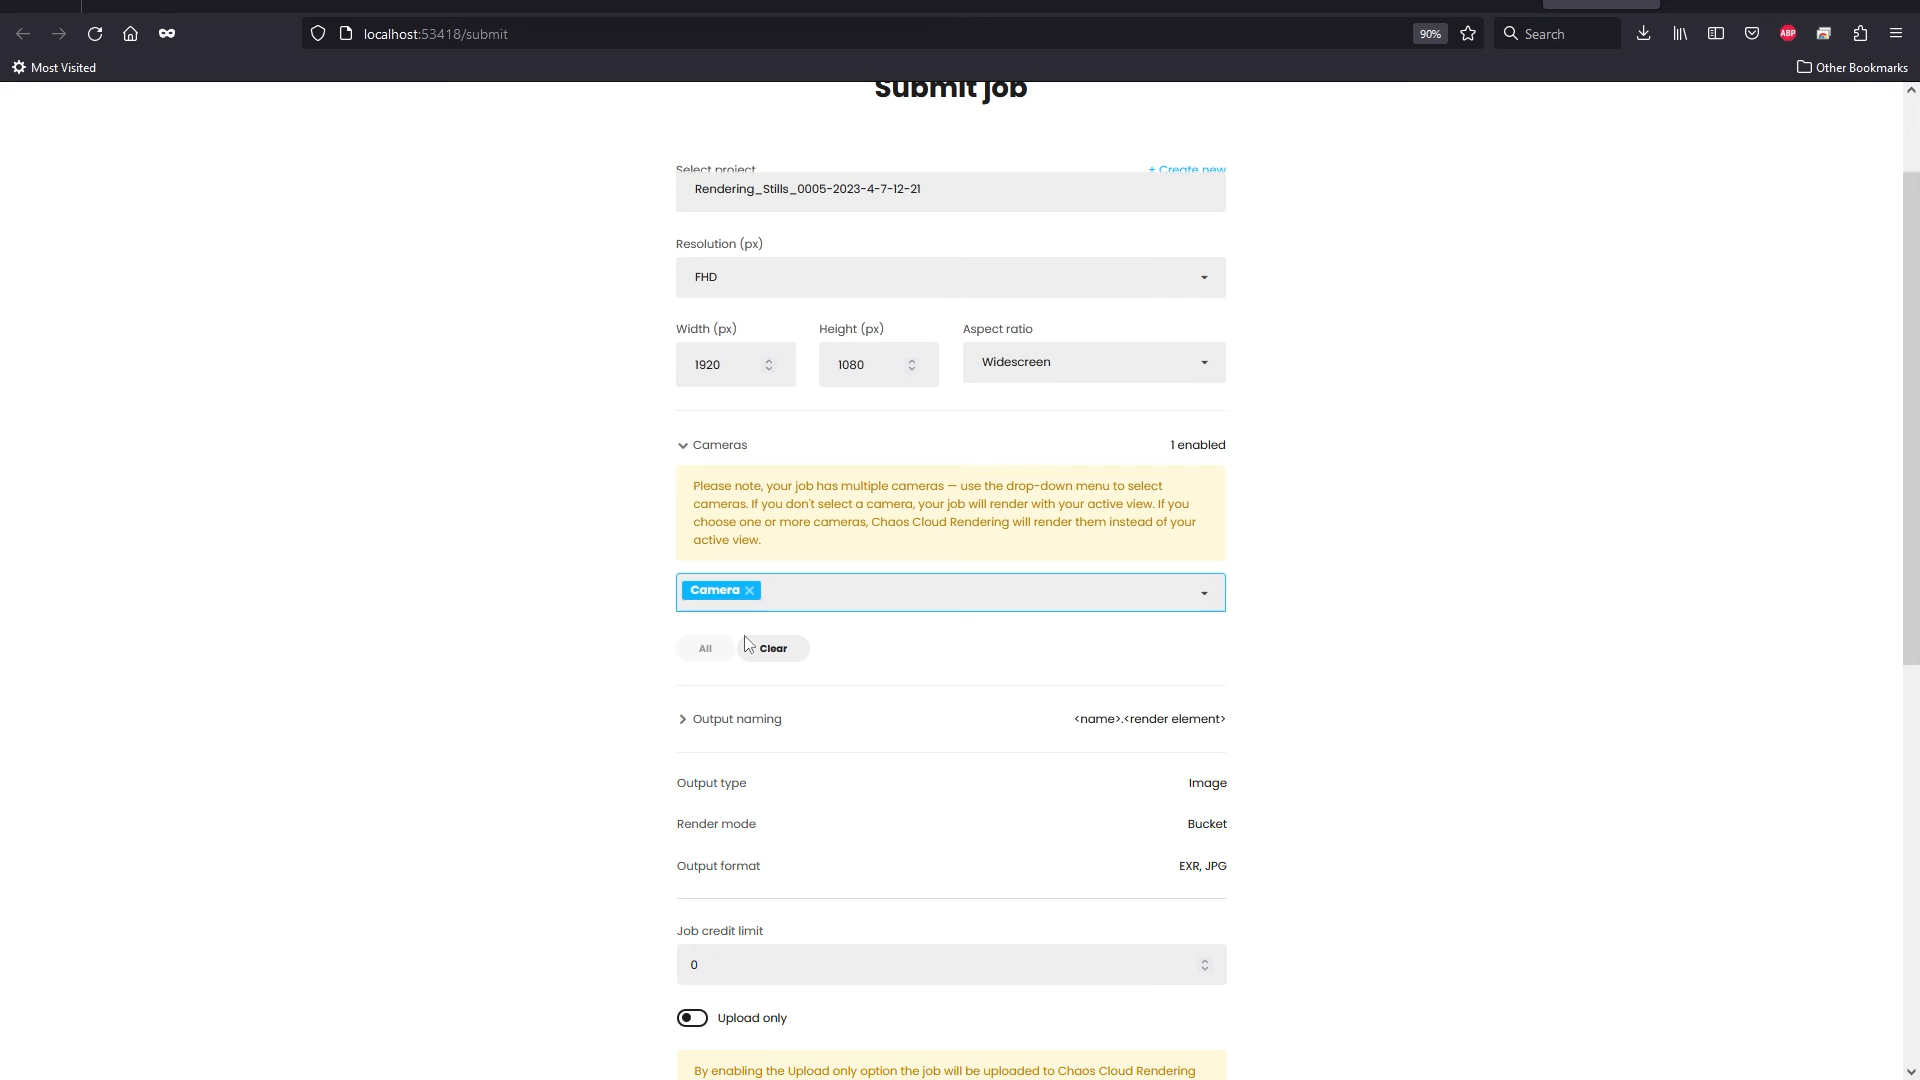 localhost:53418/submit
90%
Search
ABP
Most Visited
Other Bookmarks
Submit job
Select project
+ Create new
Rendering_Stills_0005-2023-4-7-12-21
Resolution (px)
FHD
Width (px)
Height (px)
Aspect ratio
1920
1080
Widescreen
Cameras
1 enabled
Please note, your job has multiple cameras — use the drop-down menu to select
cameras. If you don't select a camera, your job will render with your active view. If you
choose one or more cameras, Chaos Cloud Rendering will render them instead of your
active view.
Camera
All
Clear
Output naming
<name>.<render element>
Output type
Image
Render mode
Bucket
Output format
EXR, JPG
Job credit limit
0
Upload only
By enabling the Upload only option the job will be uploaded to Chaos Cloud Rendering